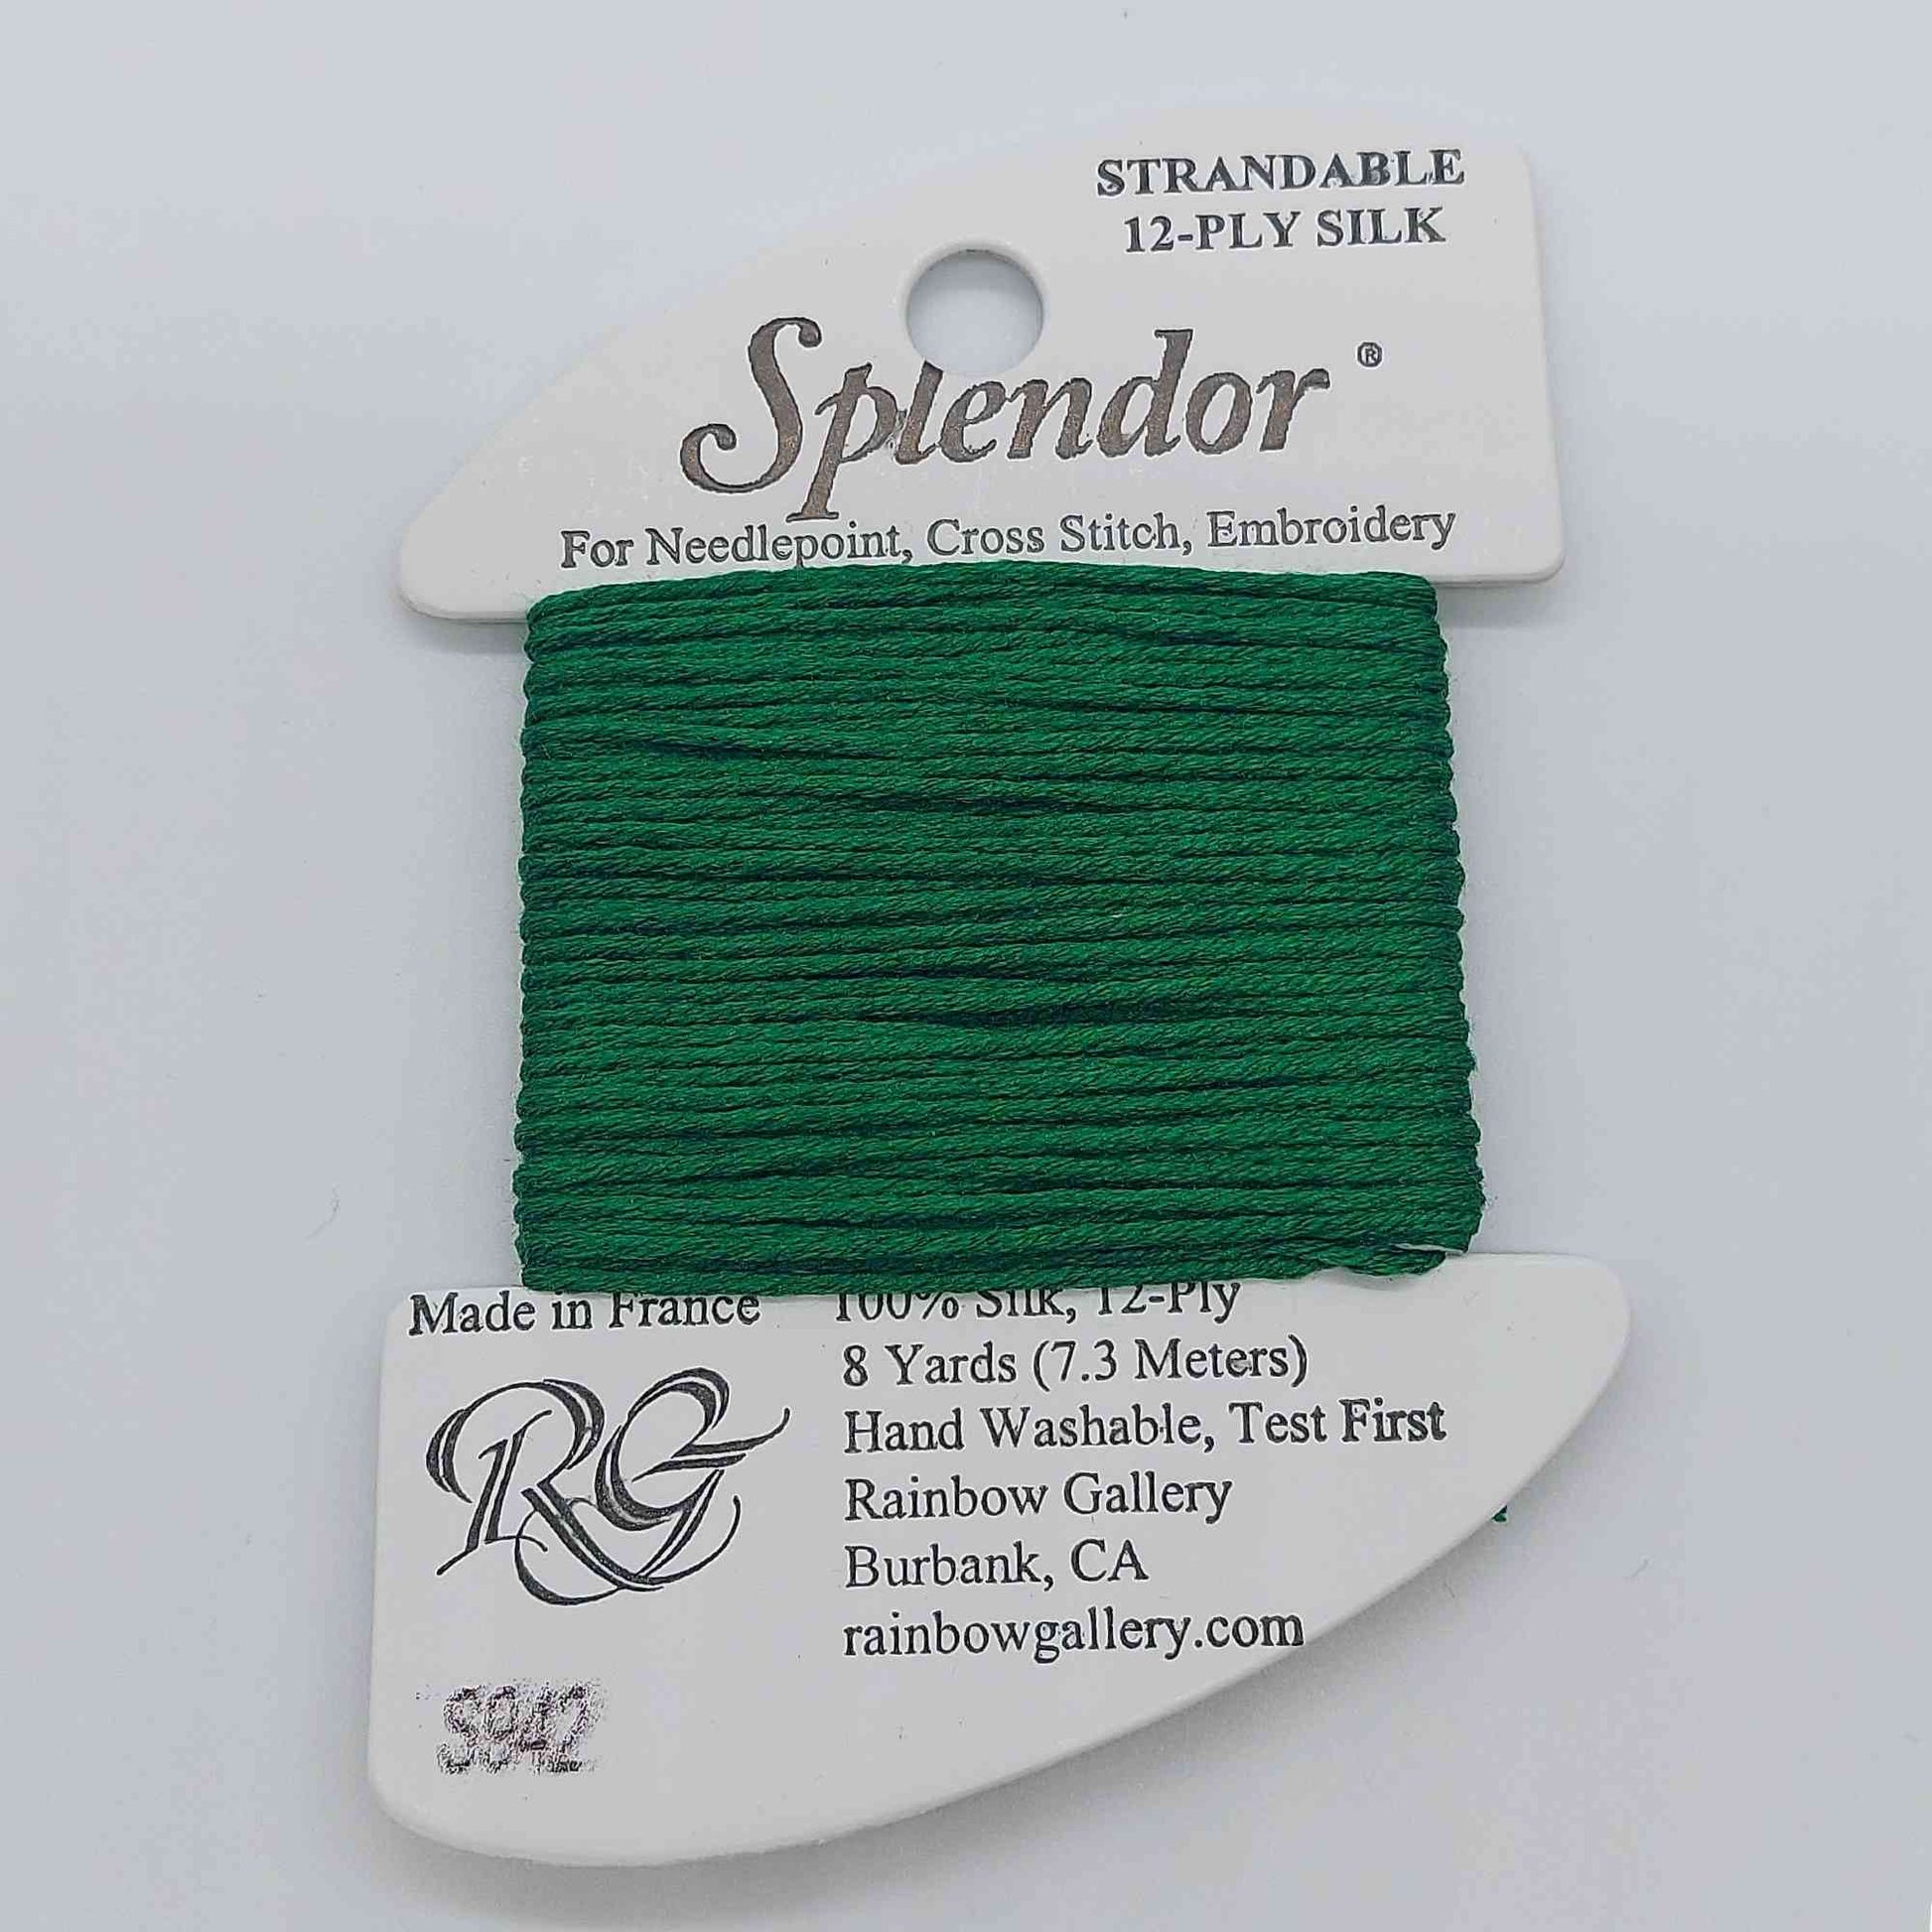 STRANDABLE
12-PLY SILK
Splendor ®
For Needlepoint, Cross Stitch, Embroidery
Made in France
100% Silk, 12-Ply
8 Yards (7.3 Meters)
Hand Washable, Test First
Rainbow Gallery
Burbank, CA
rainbowgallery.com
RG